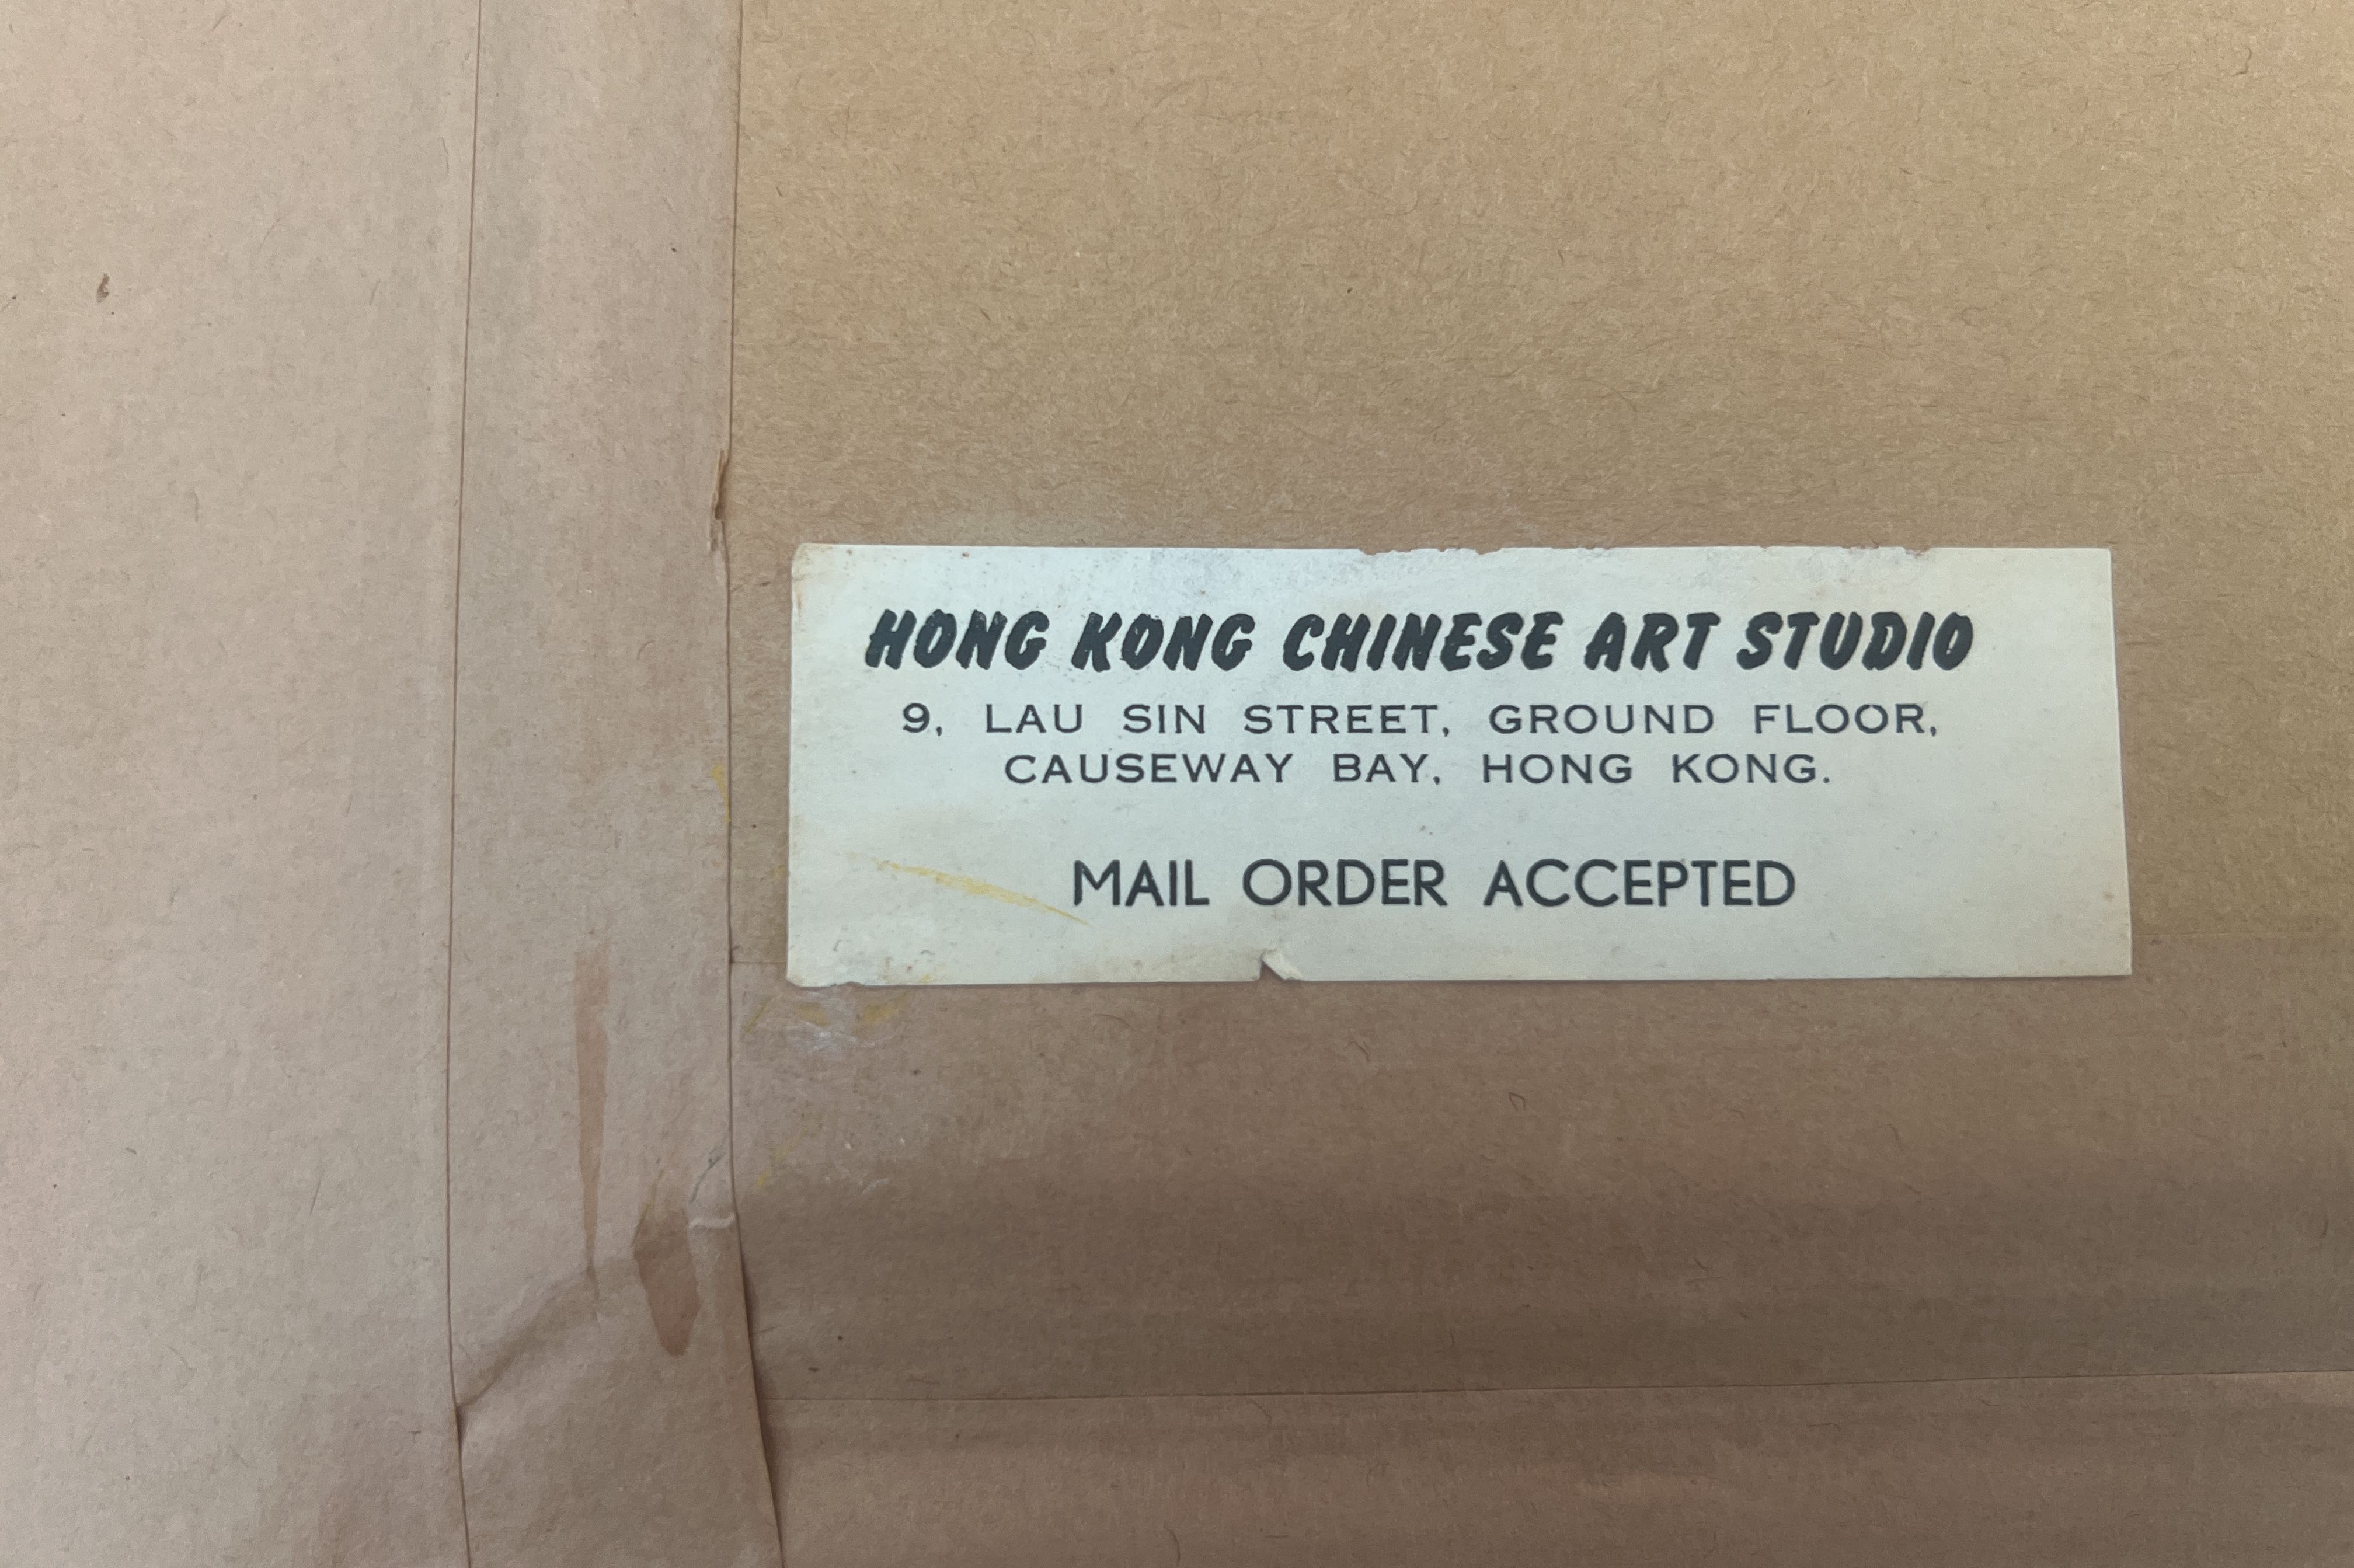 HONG KONG CHINESE ART STUDIO
9, LAU SIN STREET, GROUND FLOOR,
CAUSEWAY BAY, HONG KONG.
MAIL ORDER ACCEPTED